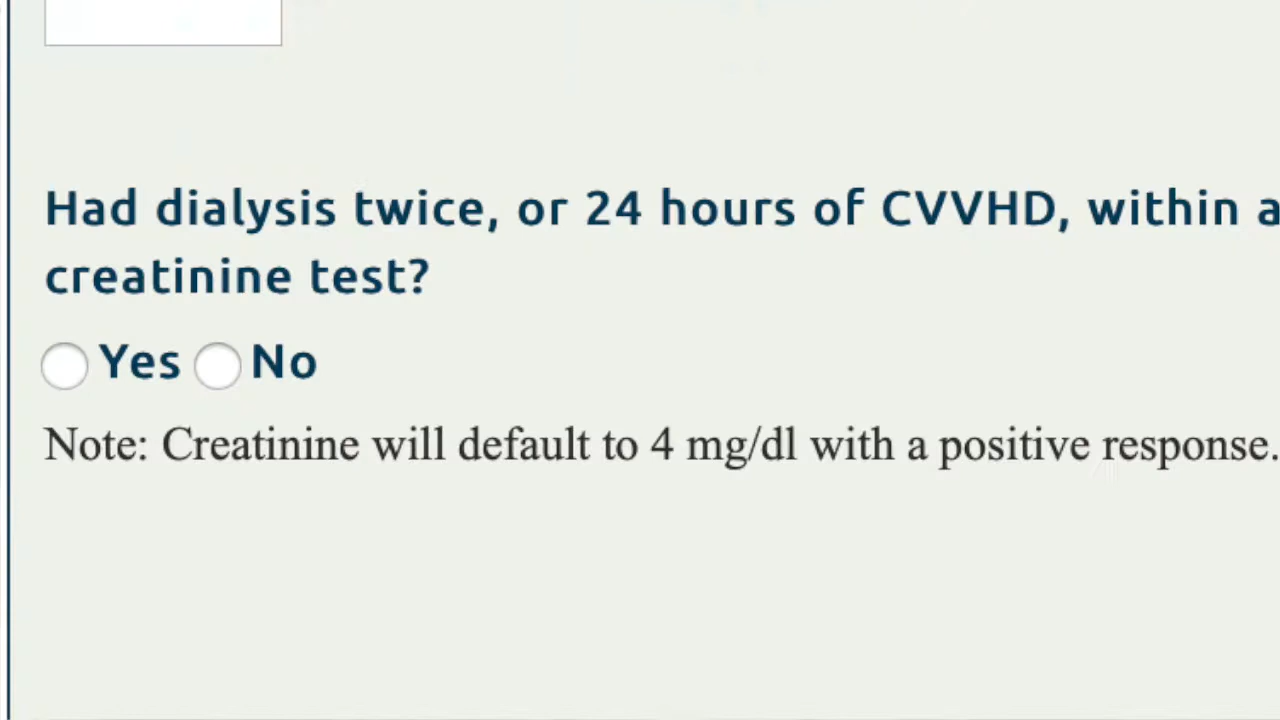 Had dialysis twice, or 24 hours of CVVHD, within a
creatinine test?
Yes No
Note: Creatinine will default to 4 mg/dl with a positive response.